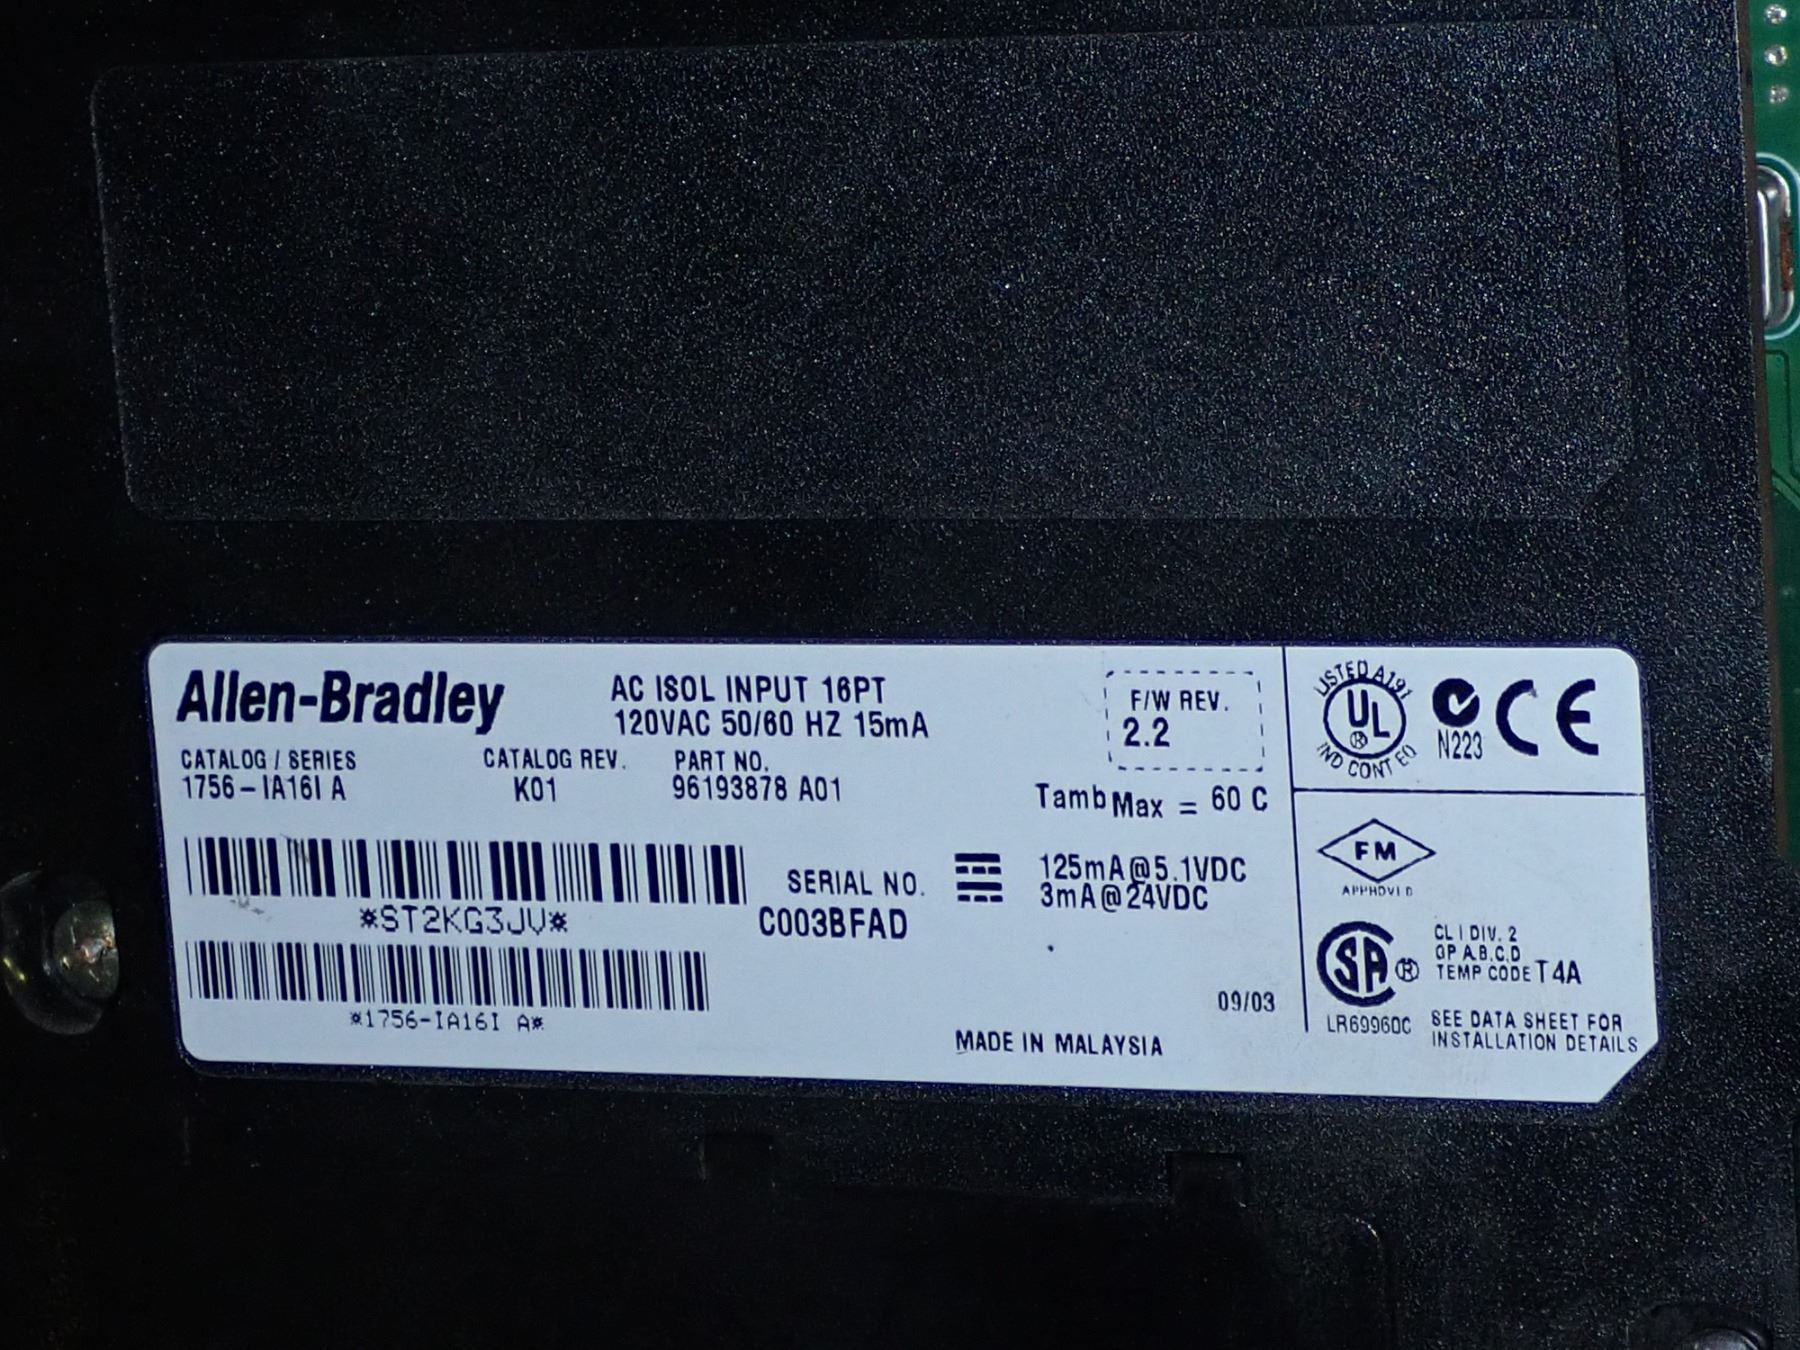 Allen-Bradley
AC ISOL INPUT 16PT
120VAC 50/60 HZ 15mA
F/W REV.
2.2
CATALOG / SERIES
1756-IA16I A
CATALOG REV.
K01
PART NO.
96193878 A01
Tamb Max = 60 C
*ST2KG3JV*
SERIAL NO.
C003BFAD
125mA@5.1VDC
3mA@24VDC
*1756-IA16I A*
09/03
MADE IN MALAYSIA
LISTED A191
UL ®
IND CONT EQ
N223
CE
FM
APPROVED
SA ®
LR69960C
CL I DIV. 2
GP A.B.C.D
TEMP CODE T4A
SEE DATA SHEET FOR
INSTALLATION DETAILS